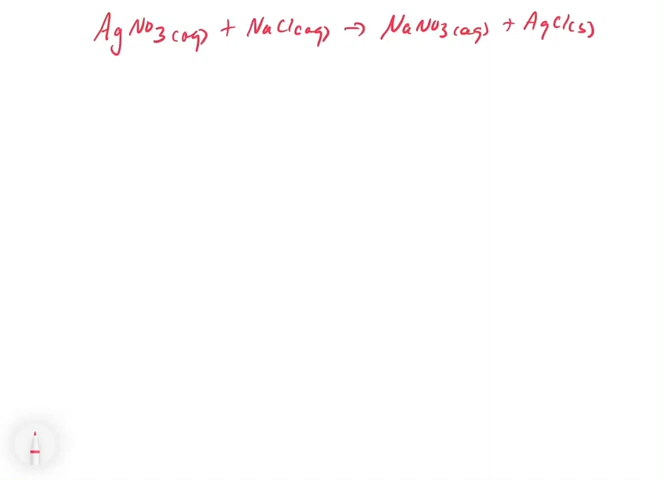 AgNO3(aq) + NaCl(aq) → NaNO3(aq) + AgCl(s)